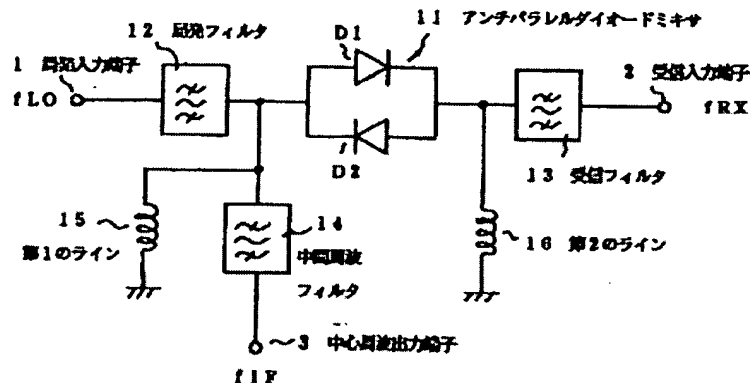 12 局発フィルタ
D1
11 アンチパラレルダイオードミキサ
1 局発入力端子
2 受信入力端子
fLO
fRX
D2
13 受信フィルタ
15
14
第1のライン
中間周波
フィルタ
16 第2のライン
3 中心周波出力端子
fIF